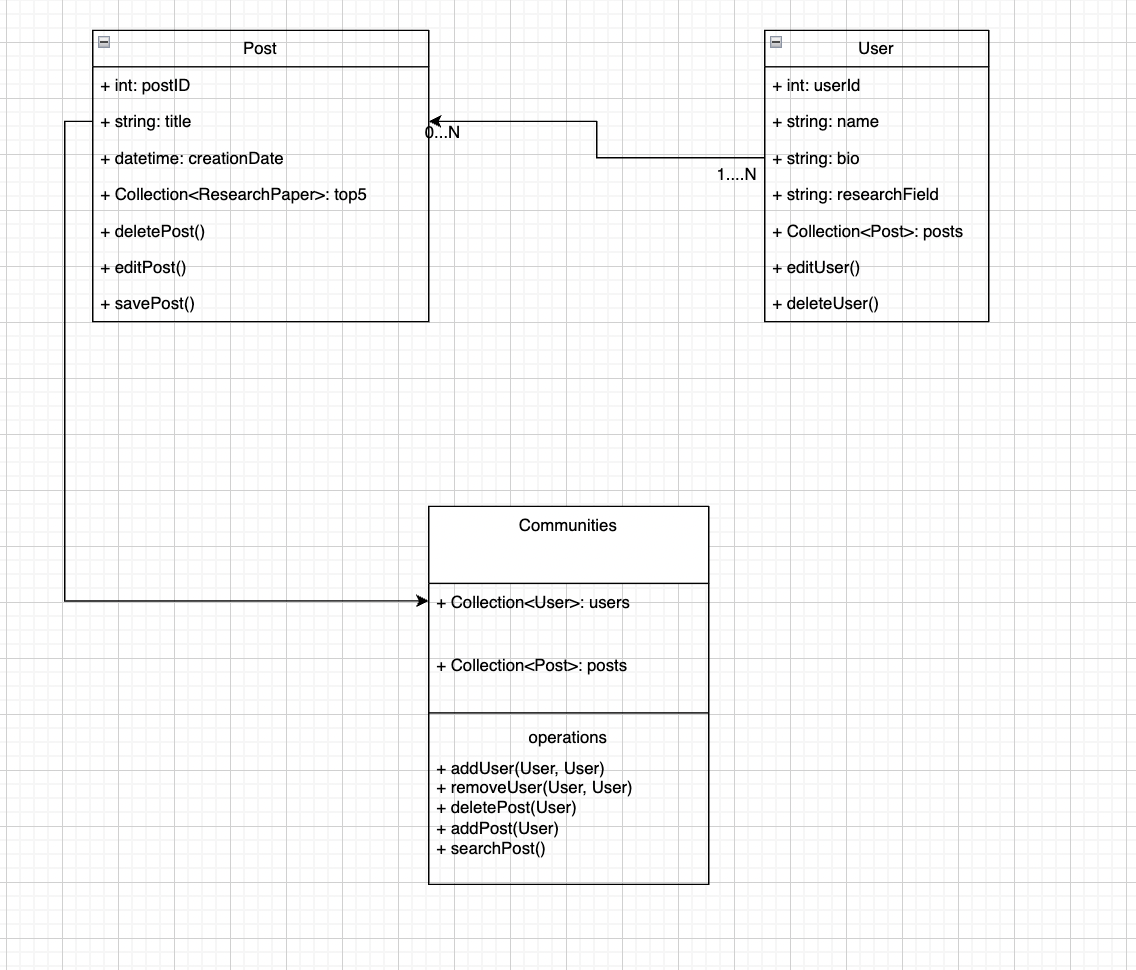 Post
+ int: postID
+ string: title
+ datetime: creationDate
+ Collection<ResearchPaper>: top5
+ deletePost()
+ editPost()
+ savePost()
0...N
1....N
User
+ int: userId
+ string: name
+ string: bio
+ string: researchField
+ Collection<Post>: posts
+ editUser()
+ deleteUser()
Communities
+ Collection<User>: users
+ Collection<Post>: posts
operations
+ addUser(User, User)
+ removeUser(User, User)
+ deletePost(User)
+ addPost(User)
+ searchPost()